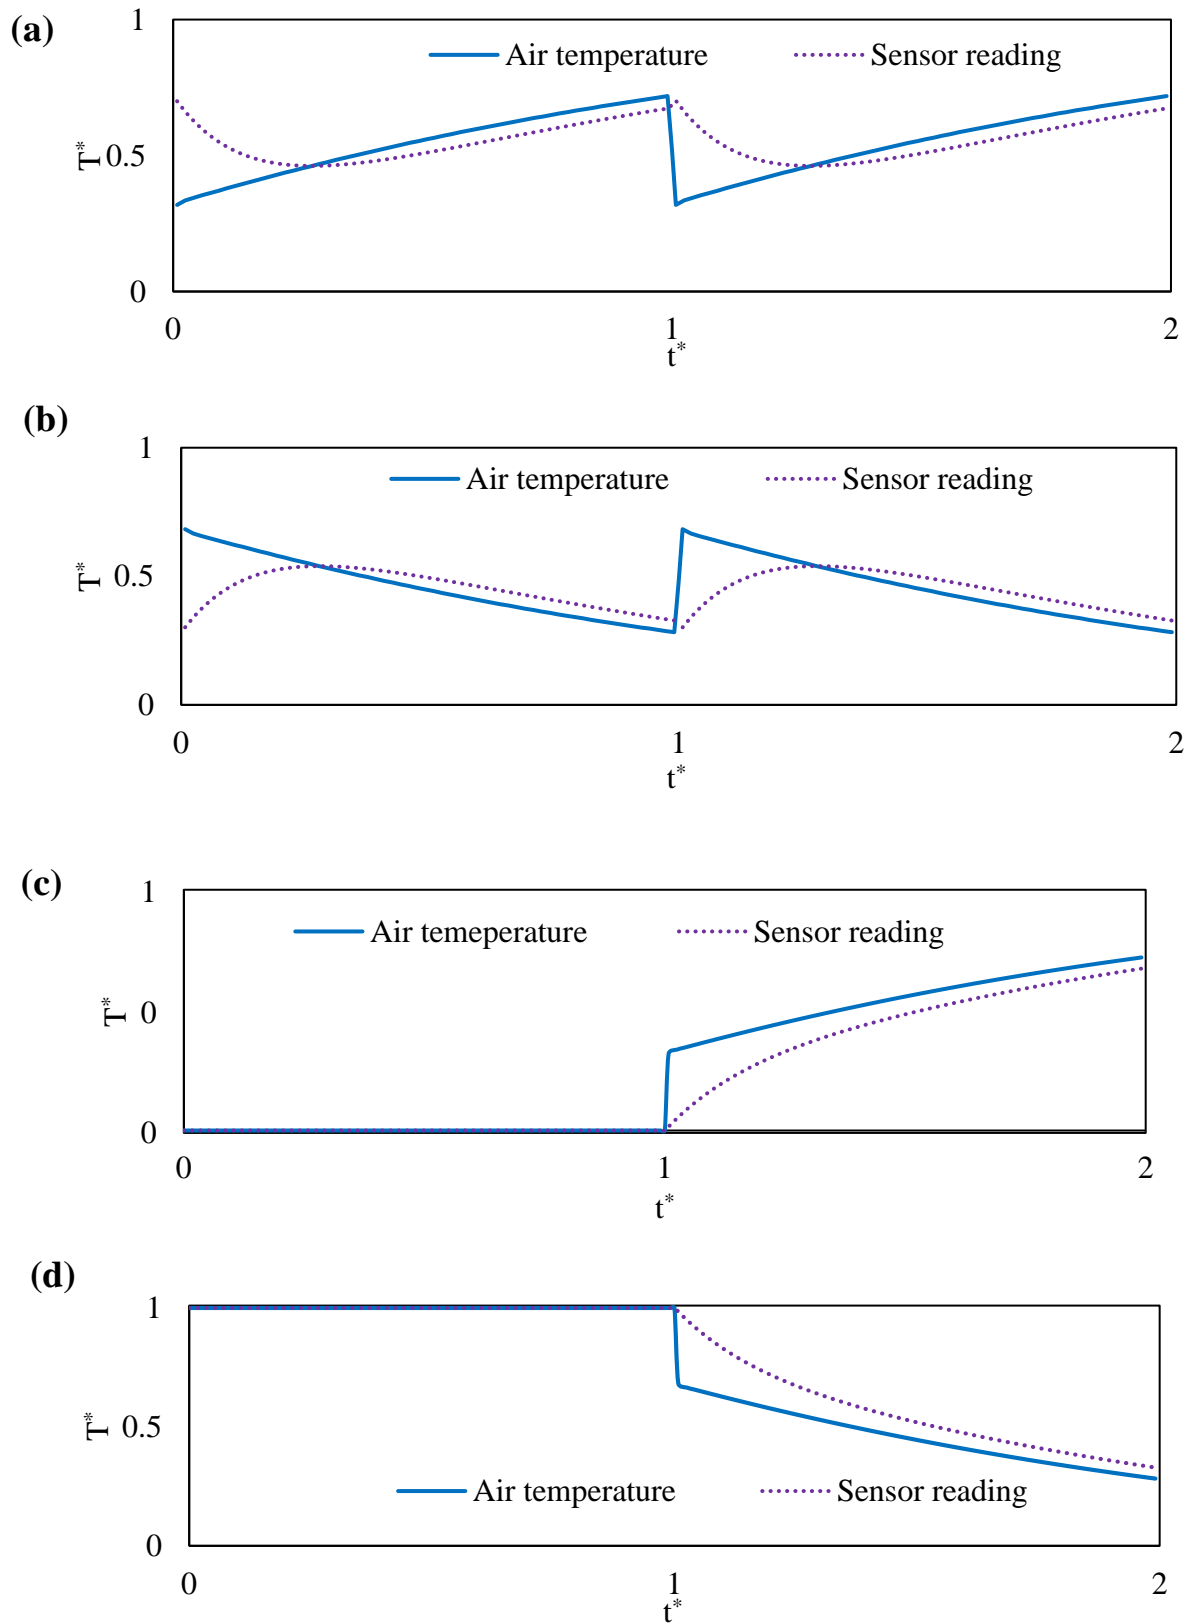 (a)
1
Air temperature
Sensor reading
T*
0.5
0
0
1
2
t*
(b)
1
Air temperature
Sensor reading
T*
0.5
0
0
1
2
t*
(c)
1
Air temeperature
Sensor reading
T*
0
0
0
1
2
t*
(d)
1
T*
0.5
Air temperature
Sensor reading
0
0
1
2
t*